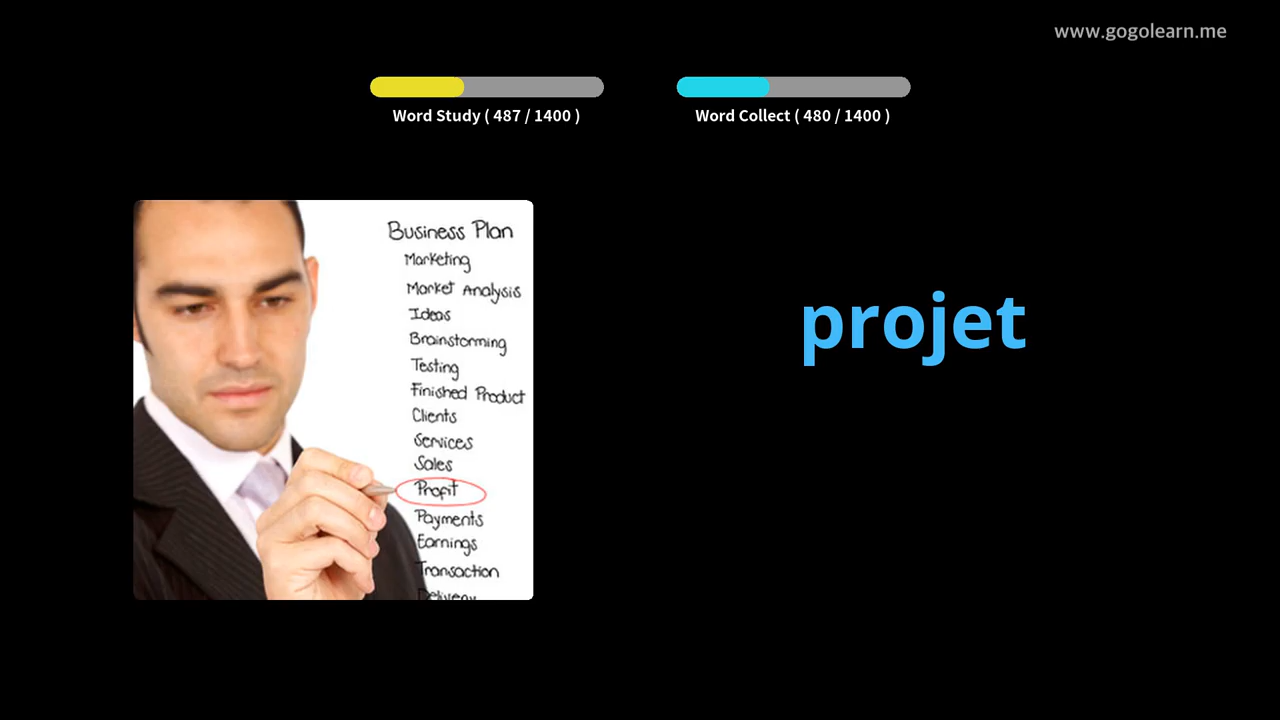 www.gogolearn.me
Word Study ( 487 / 1400 )
Word Collect ( 480 / 1400 )
Business Plan
Marketing
Market Analysis
Ideas
Brainstorming
Testing
Finished Product
Clients
Services
Sales
Profit
Payments
Earnings
Transaction
Delivery
projet